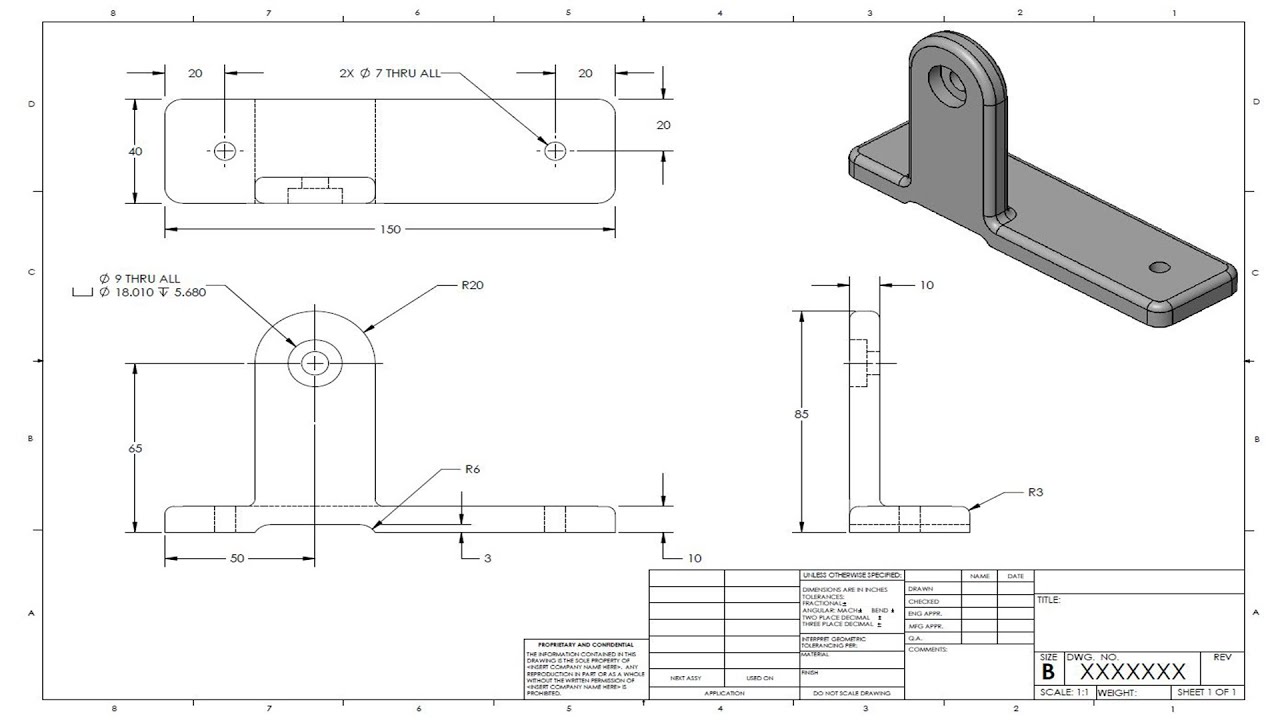 8 7 6 5 4 3 2 1
D
D
20
2X Ø 7 THRU ALL
20
20
40
150
C
C
Ø 9 THRU ALL
⌴ Ø 18.010 ↧ 5.680
R20
10
85
B
B
65
R6
R3
50
3
10
A
A
UNLESS OTHERWISE SPECIFIED:
DIMENSIONS ARE IN INCHES
TOLERANCES:
FRACTIONAL±
ANGULAR: MACH± BEND ±
TWO PLACE DECIMAL ±
THREE PLACE DECIMAL ±
INTERPRET GEOMETRIC
TOLERANCING PER:
MATERIAL
FINISH
DO NOT SCALE DRAWING
NAME DATE
DRAWN
CHECKED
ENG APPR.
MFG APPR.
Q.A.
COMMENTS:
TITLE:
SIZE DWG. NO. REV
B XXXXXXX
SCALE: 1:1 WEIGHT: SHEET 1 OF 1
PROPRIETARY AND CONFIDENTIAL
THE INFORMATION CONTAINED IN THIS
DRAWING IS THE SOLE PROPERTY OF
<INSERT COMPANY NAME HERE>. ANY
REPRODUCTION IN PART OR AS A WHOLE
WITHOUT THE WRITTEN PERMISSION OF
<INSERT COMPANY NAME HERE> IS
PROHIBITED.
NEXT ASSY USED ON
APPLICATION
8 7 6 5 4 3 2 1